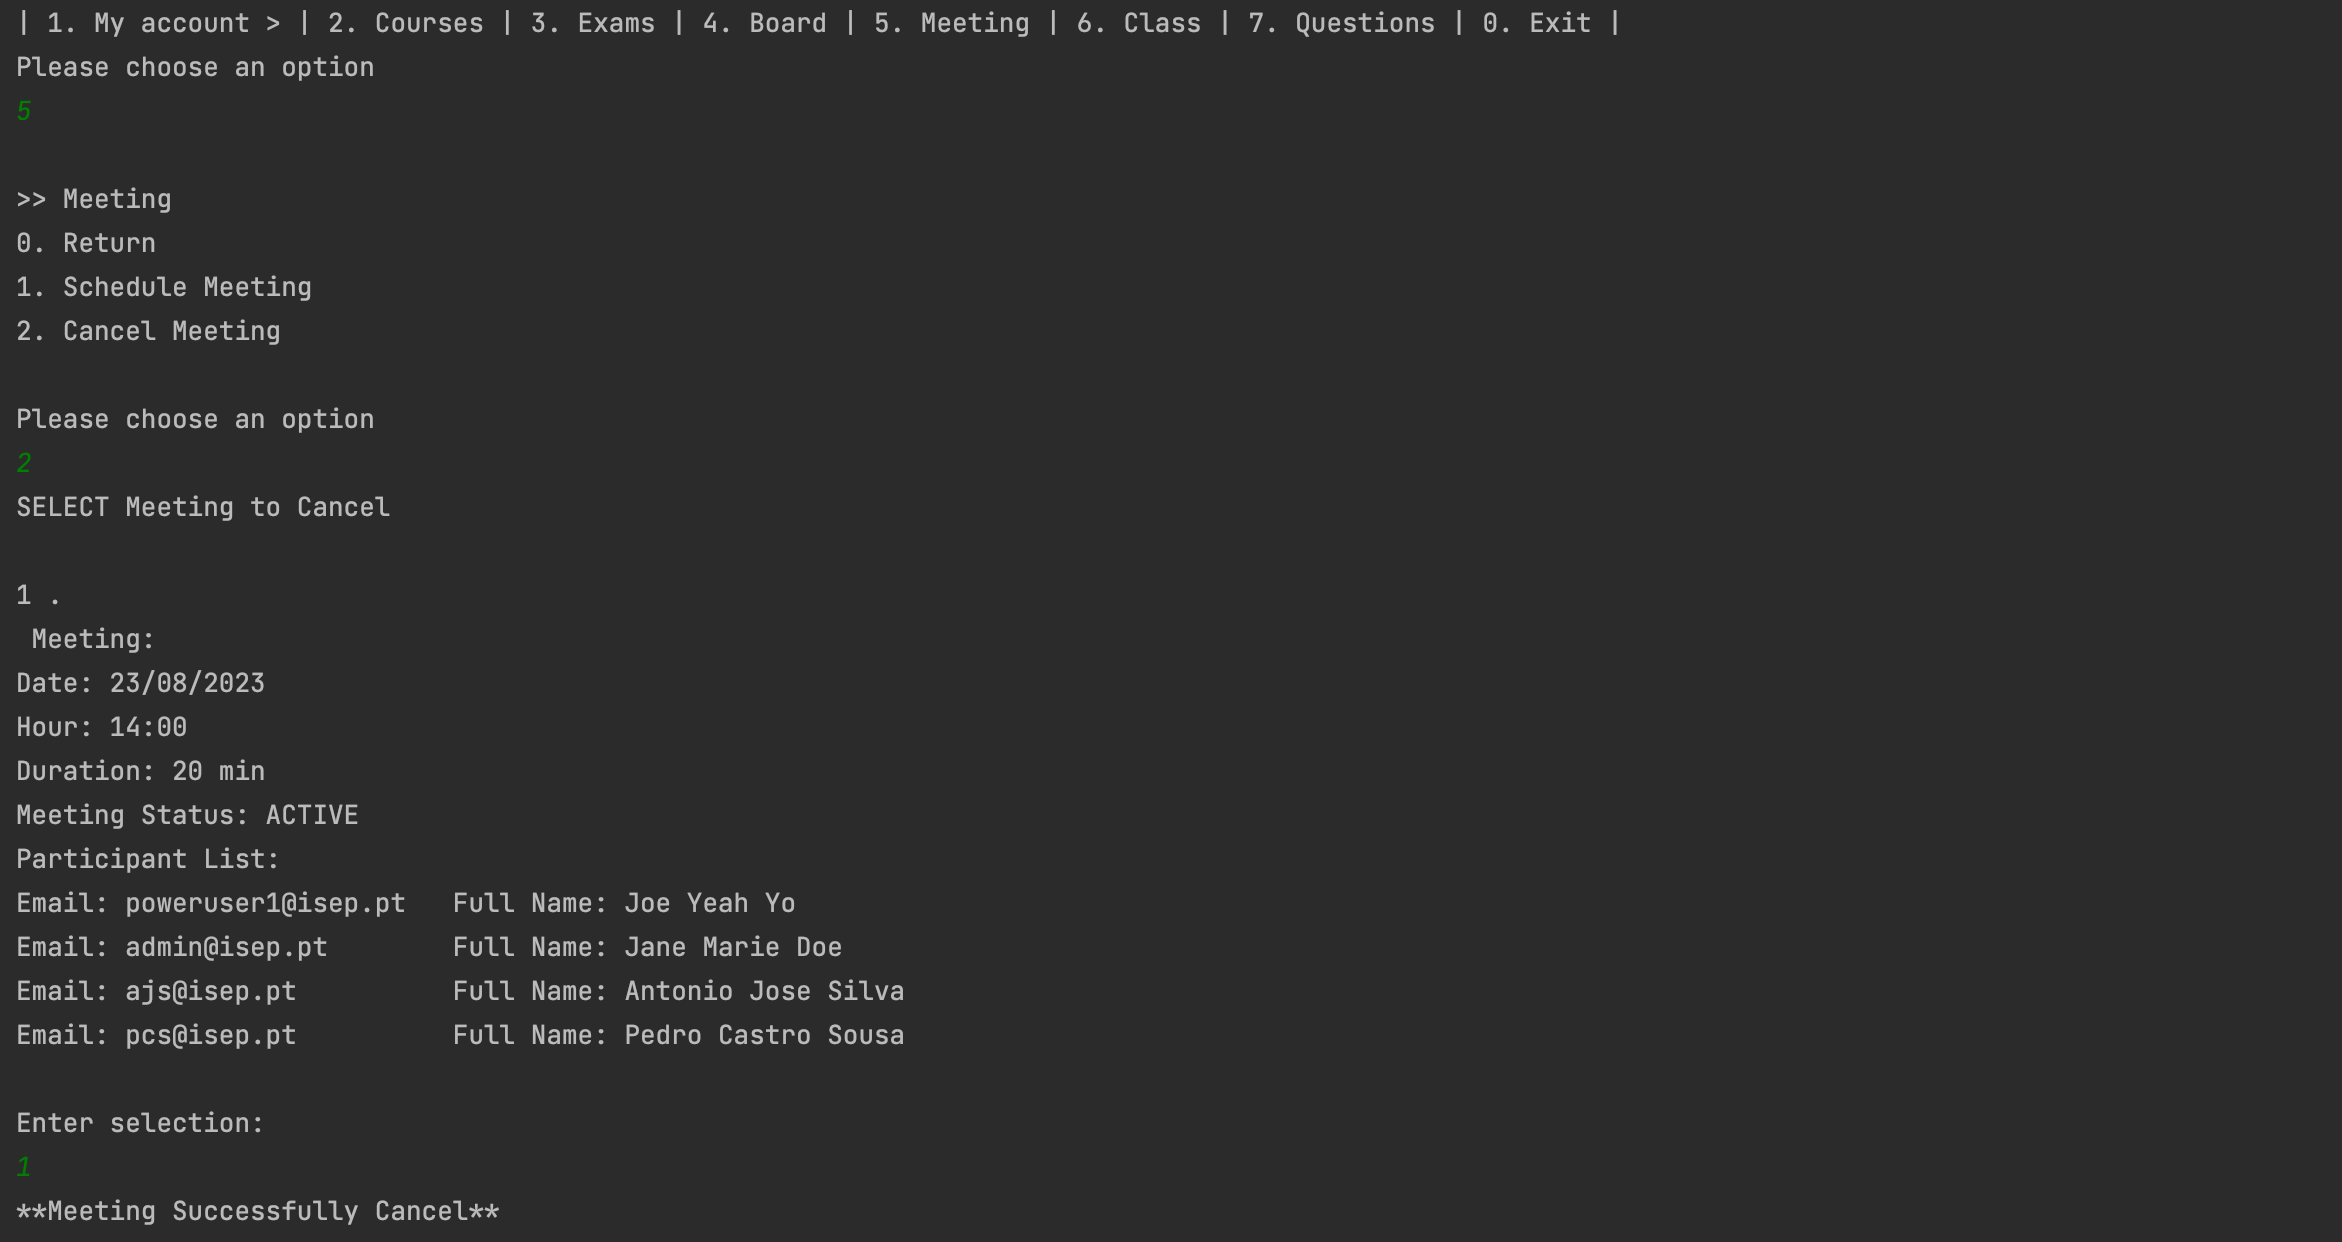 | 1. My account > | 2. Courses | 3. Exams | 4. Board | 5. Meeting | 6. Class | 7. Questions | 0. Exit |
Please choose an option
5
>> Meeting
0. Return
1. Schedule Meeting
2. Cancel Meeting
Please choose an option
2
SELECT Meeting to Cancel
1 .
Meeting:
Date: 23/08/2023
Hour: 14:00
Duration: 20 min
Meeting Status: ACTIVE
Participant List:
Email: poweruser1@isep.pt   Full Name: Joe Yeah Yo
Email: admin@isep.pt        Full Name: Jane Marie Doe
Email: ajs@isep.pt          Full Name: Antonio Jose Silva
Email: pcs@isep.pt          Full Name: Pedro Castro Sousa
Enter selection:
1
**Meeting Successfully Cancel**